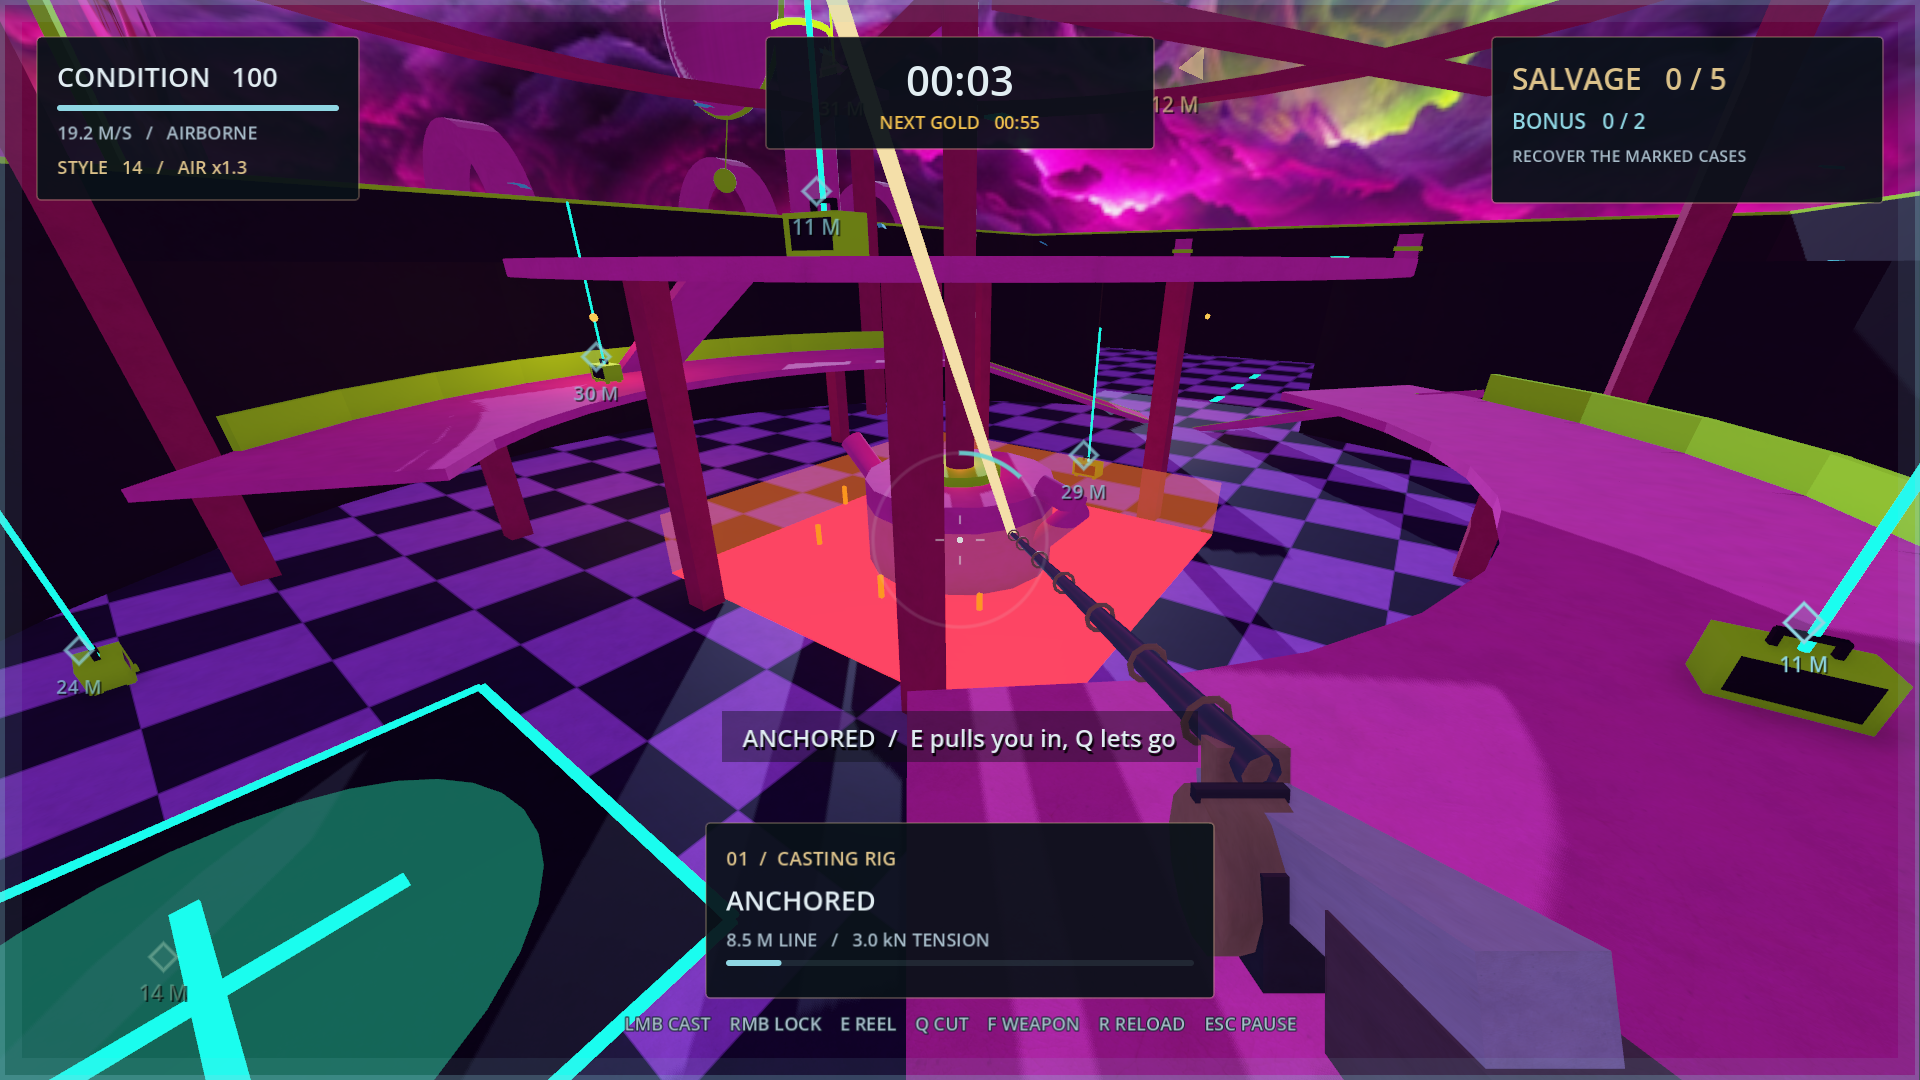 CONDITION 100
19.2 M/S / AIRBORNE
STYLE 14 / AIR x1.3
00:03
NEXT GOLD 00:55
31 M
12 M
SALVAGE 0 / 5
BONUS 0 / 2
RECOVER THE MARKED CASES
11 M
30 M
29 M
24 M
11 M
ANCHORED / E pulls you in, Q lets go
01 / CASTING RIG
ANCHORED
8.5 M LINE / 3.0 kN TENSION
14 M
LMB CAST RMB LOCK E REEL Q CUT F WEAPON R RELOAD ESC PAUSE